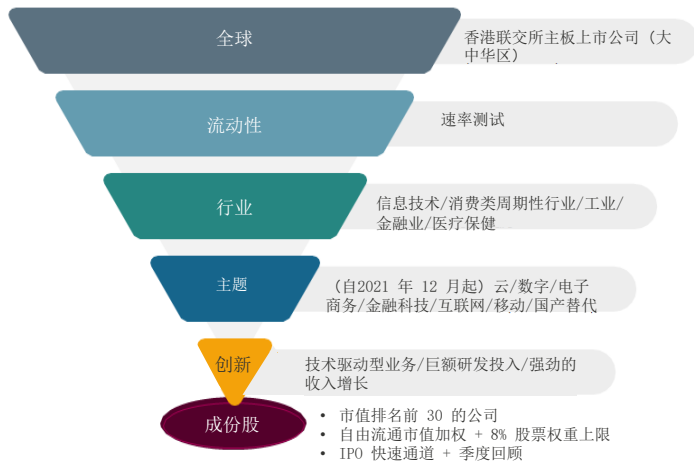 全球
香港联交所主板上市公司（大
中华区）
流动性
速率测试
行业
信息技术/消费类周期性行业/工业/
金融业/医疗保健
主题
（自2021 年 12 月起）云/数字/电子
商务/金融科技/互联网/移动/国产替代
创新
技术驱动型业务/巨额研发投入/强劲的
收入增长
成份股
• 市值排名前 30 的公司
• 自由流通市值加权 + 8% 股票权重上限
• IPO 快速通道 + 季度回顾